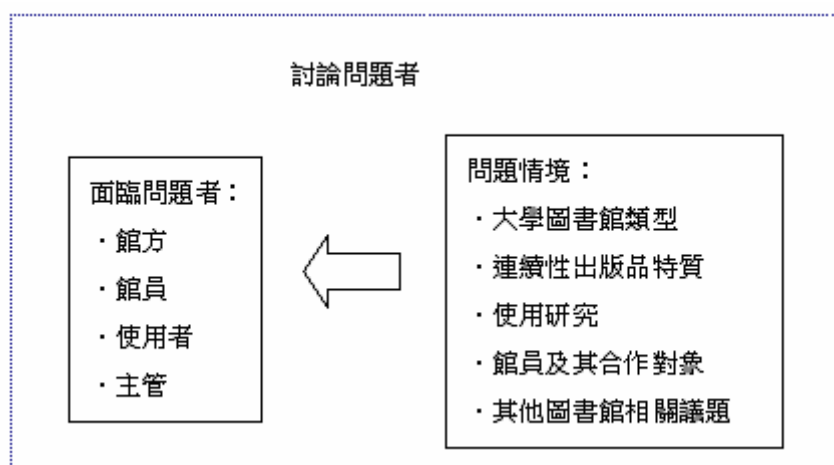 討論問題者
面臨問題者：
・館方
・館員
・使用者
・主管
問題情境：
・大學圖書館類型
・連續性出版品特質
・使用研究
・館員及其合作對象
・其他圖書館相關議題